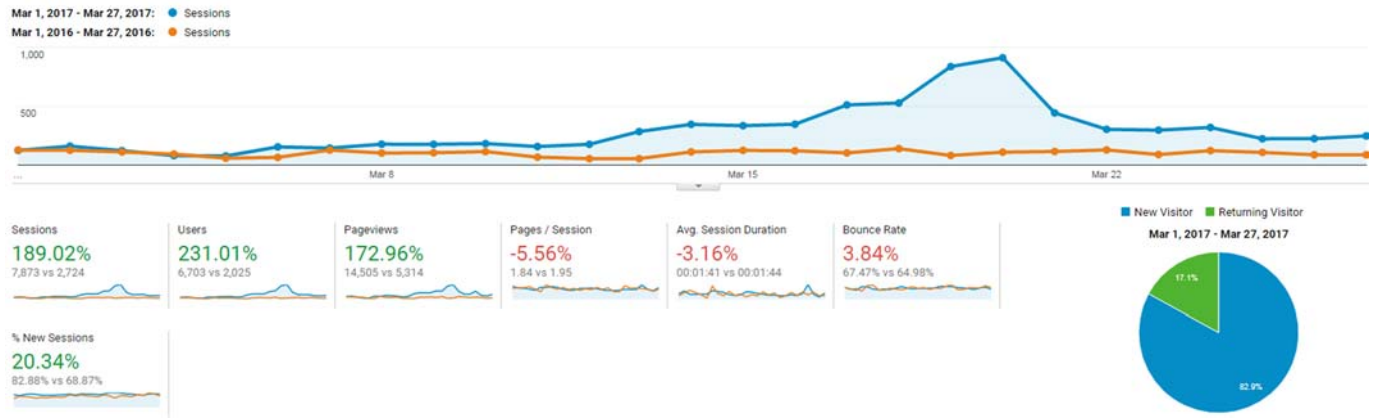 Mar 1, 2017 - Mar 27, 2017: Sessions
Mar 1, 2016 - Mar 27, 2016: Sessions
1,000
500
...
Mar 8
Mar 15
Mar 22
Sessions
189.02%
7,873 vs 2,724
Users
231.01%
6,703 vs 2,025
Pageviews
172.96%
14,505 vs 5,314
Pages / Session
-5.56%
1.84 vs 1.95
Avg. Session Duration
-3.16%
00:01:41 vs 00:01:44
Bounce Rate
3.84%
67.47% vs 64.98%
% New Sessions
20.34%
82.88% vs 68.87%
New Visitor Returning Visitor
Mar 1, 2017 - Mar 27, 2017
17.1%
82.9%